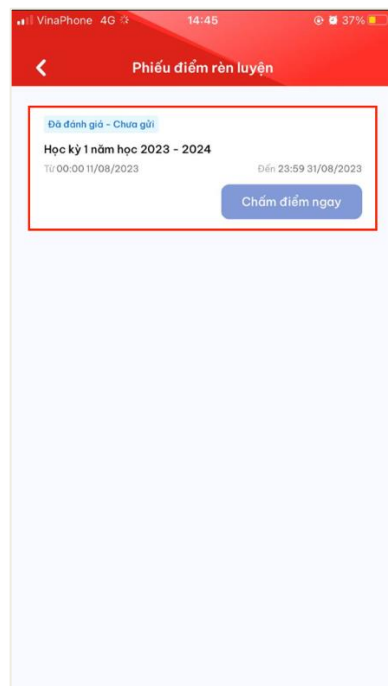 VinaPhone 4G 14:45 37%
Phiếu điểm rèn luyện
Đã đánh giá - Chưa gửi
Học kỳ 1 năm học 2023 - 2024
Từ 00:00 11/08/2023 Đến 23:59 31/08/2023
Chấm điểm ngay